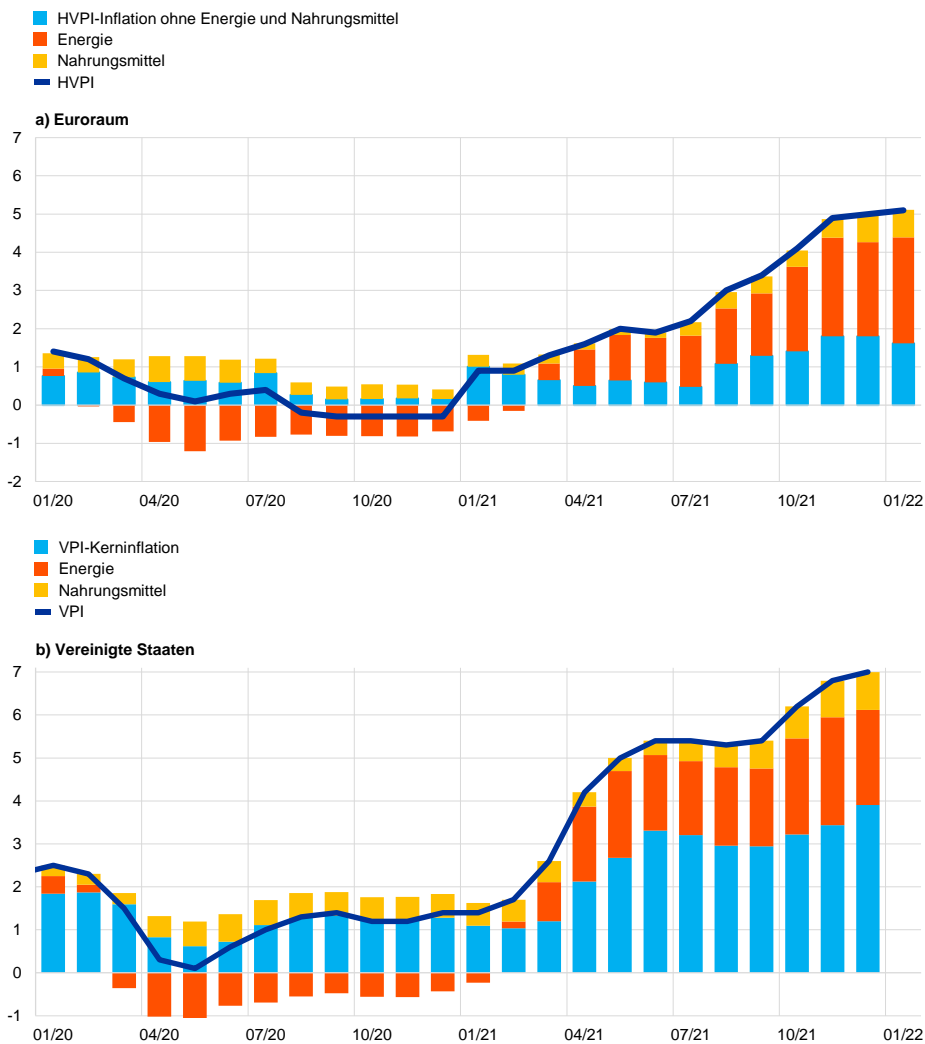 HVPI-Inflation ohne Energie und Nahrungsmittel
Energie
Nahrungsmittel
HVPI
a) Euroraum
7
6
5
4
3
2
1
0
-1
-2
01/20 04/20 07/20 10/20 01/21 04/21 07/21 10/21 01/22
VPI-Kerninflation
Energie
Nahrungsmittel
VPI
b) Vereinigte Staaten
7
6
5
4
3
2
1
0
-1
01/20 04/20 07/20 10/20 01/21 04/21 07/21 10/21 01/22